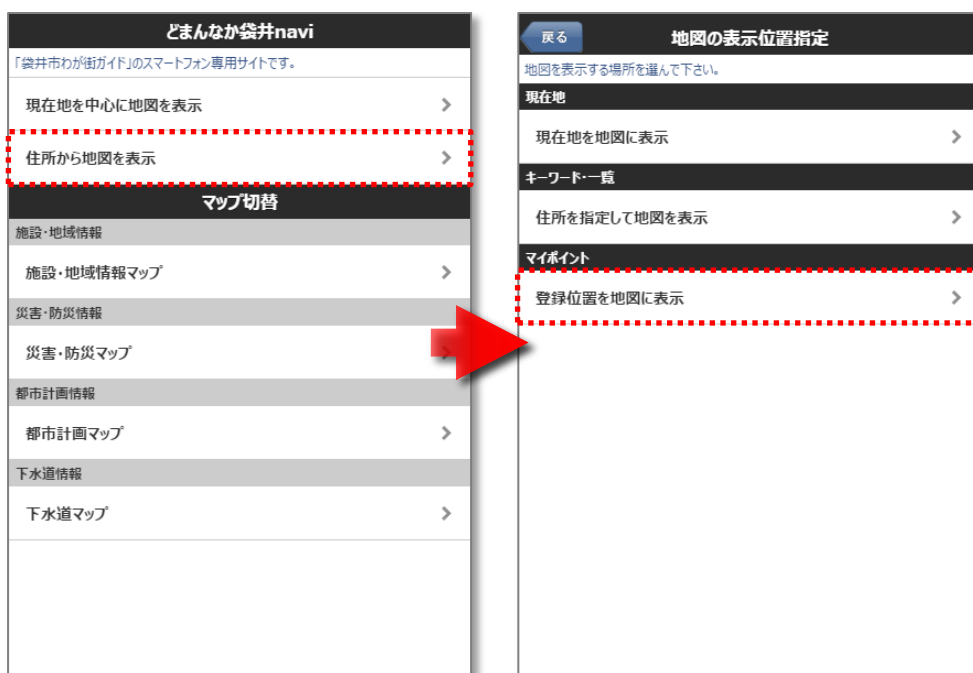 どまんなか袋井navi
「袋井市わが街ガイド」のスマートフォン専用サイトです。
現在地を中心に地図を表示
住所から地図を表示
マップ切替
施設・地域情報
施設・地域情報マップ
災害・防災情報
災害・防災マップ
都市計画情報
都市計画マップ
下水道情報
下水道マップ
戻る
地図の表示位置指定
地図を表示する場所を選んで下さい。
現在地
現在地を地図に表示
キーワード・一覧
住所を指定して地図を表示
マイポイント
登録位置を地図に表示